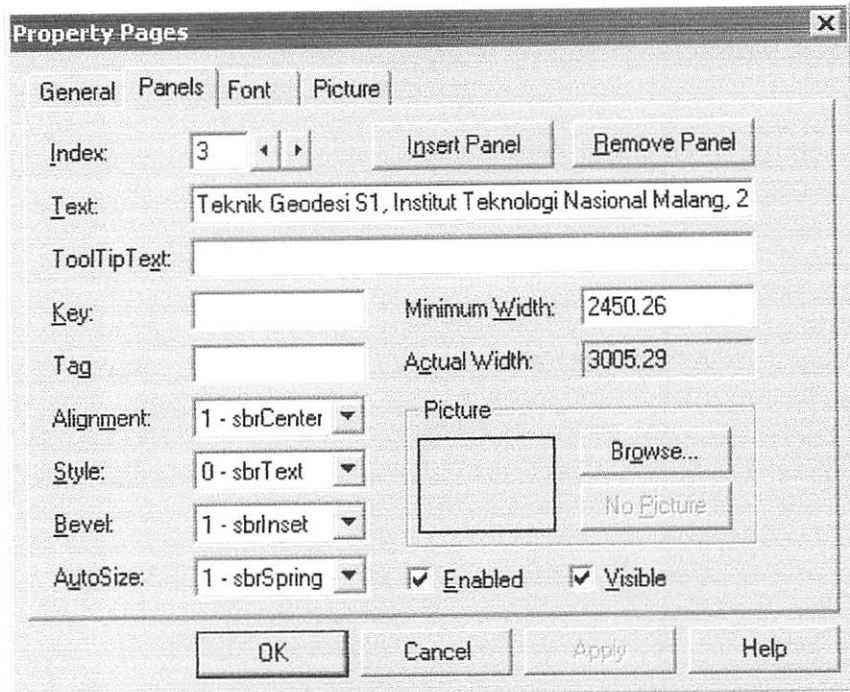 Property Pages
General Panels Font Picture
Index: 3 Insert Panel Remove Panel
Text: Teknik Geodesi S1, Institut Teknologi Nasional Malang, 2
ToolTipText:
Key: Minimum Width: 2450.26
Tag Actual Width: 3005.29
Alignment: 1 - sbrCenter Picture
Style: 0 - sbrText Browse...
Bevel: 1 - sbrInset No Picture
AutoSize: 1 - sbrSpring Enabled Visible
OK Cancel Apply Help